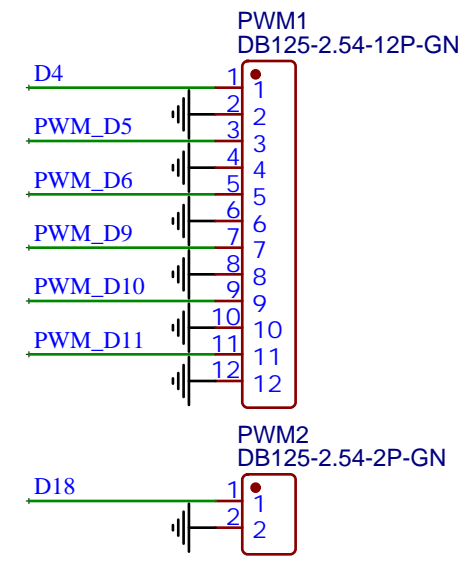 PWM1
DB125-2.54-12P-GN
D4 1 1
2 2
PWM_D5 3 3
4 4
PWM_D6 5 5
6 6
PWM_D9 7 7
8 8
PWM_D10 9 9
10 10
PWM_D11 11 11
12 12
PWM2
DB125-2.54-2P-GN
D18 1 1
2 2